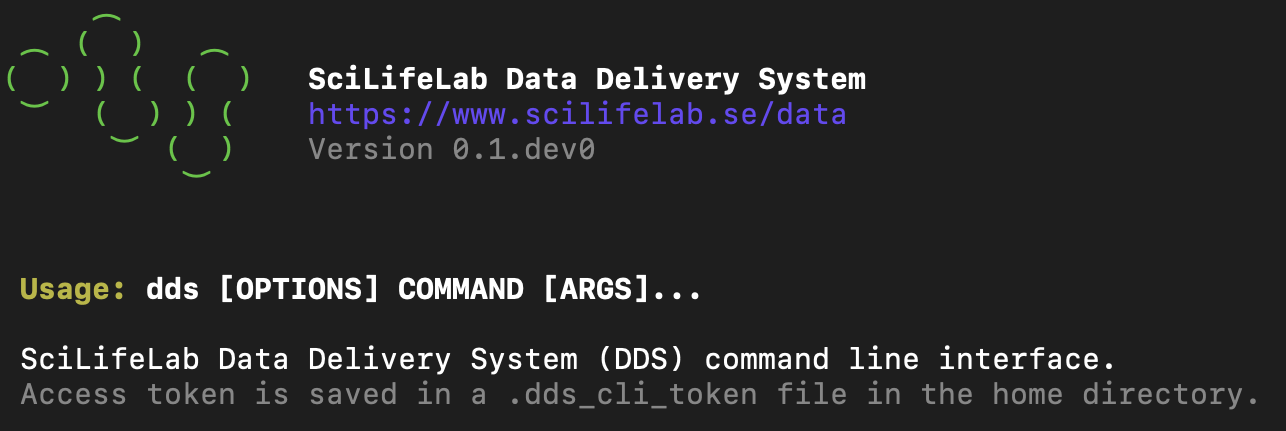 SciLifeLab Data Delivery System
https://www.scilifelab.se/data
Version 0.1.dev0
Usage: dds [OPTIONS] COMMAND [ARGS]...
SciLifeLab Data Delivery System (DDS) command line interface.
Access token is saved in a .dds_cli_token file in the home directory.